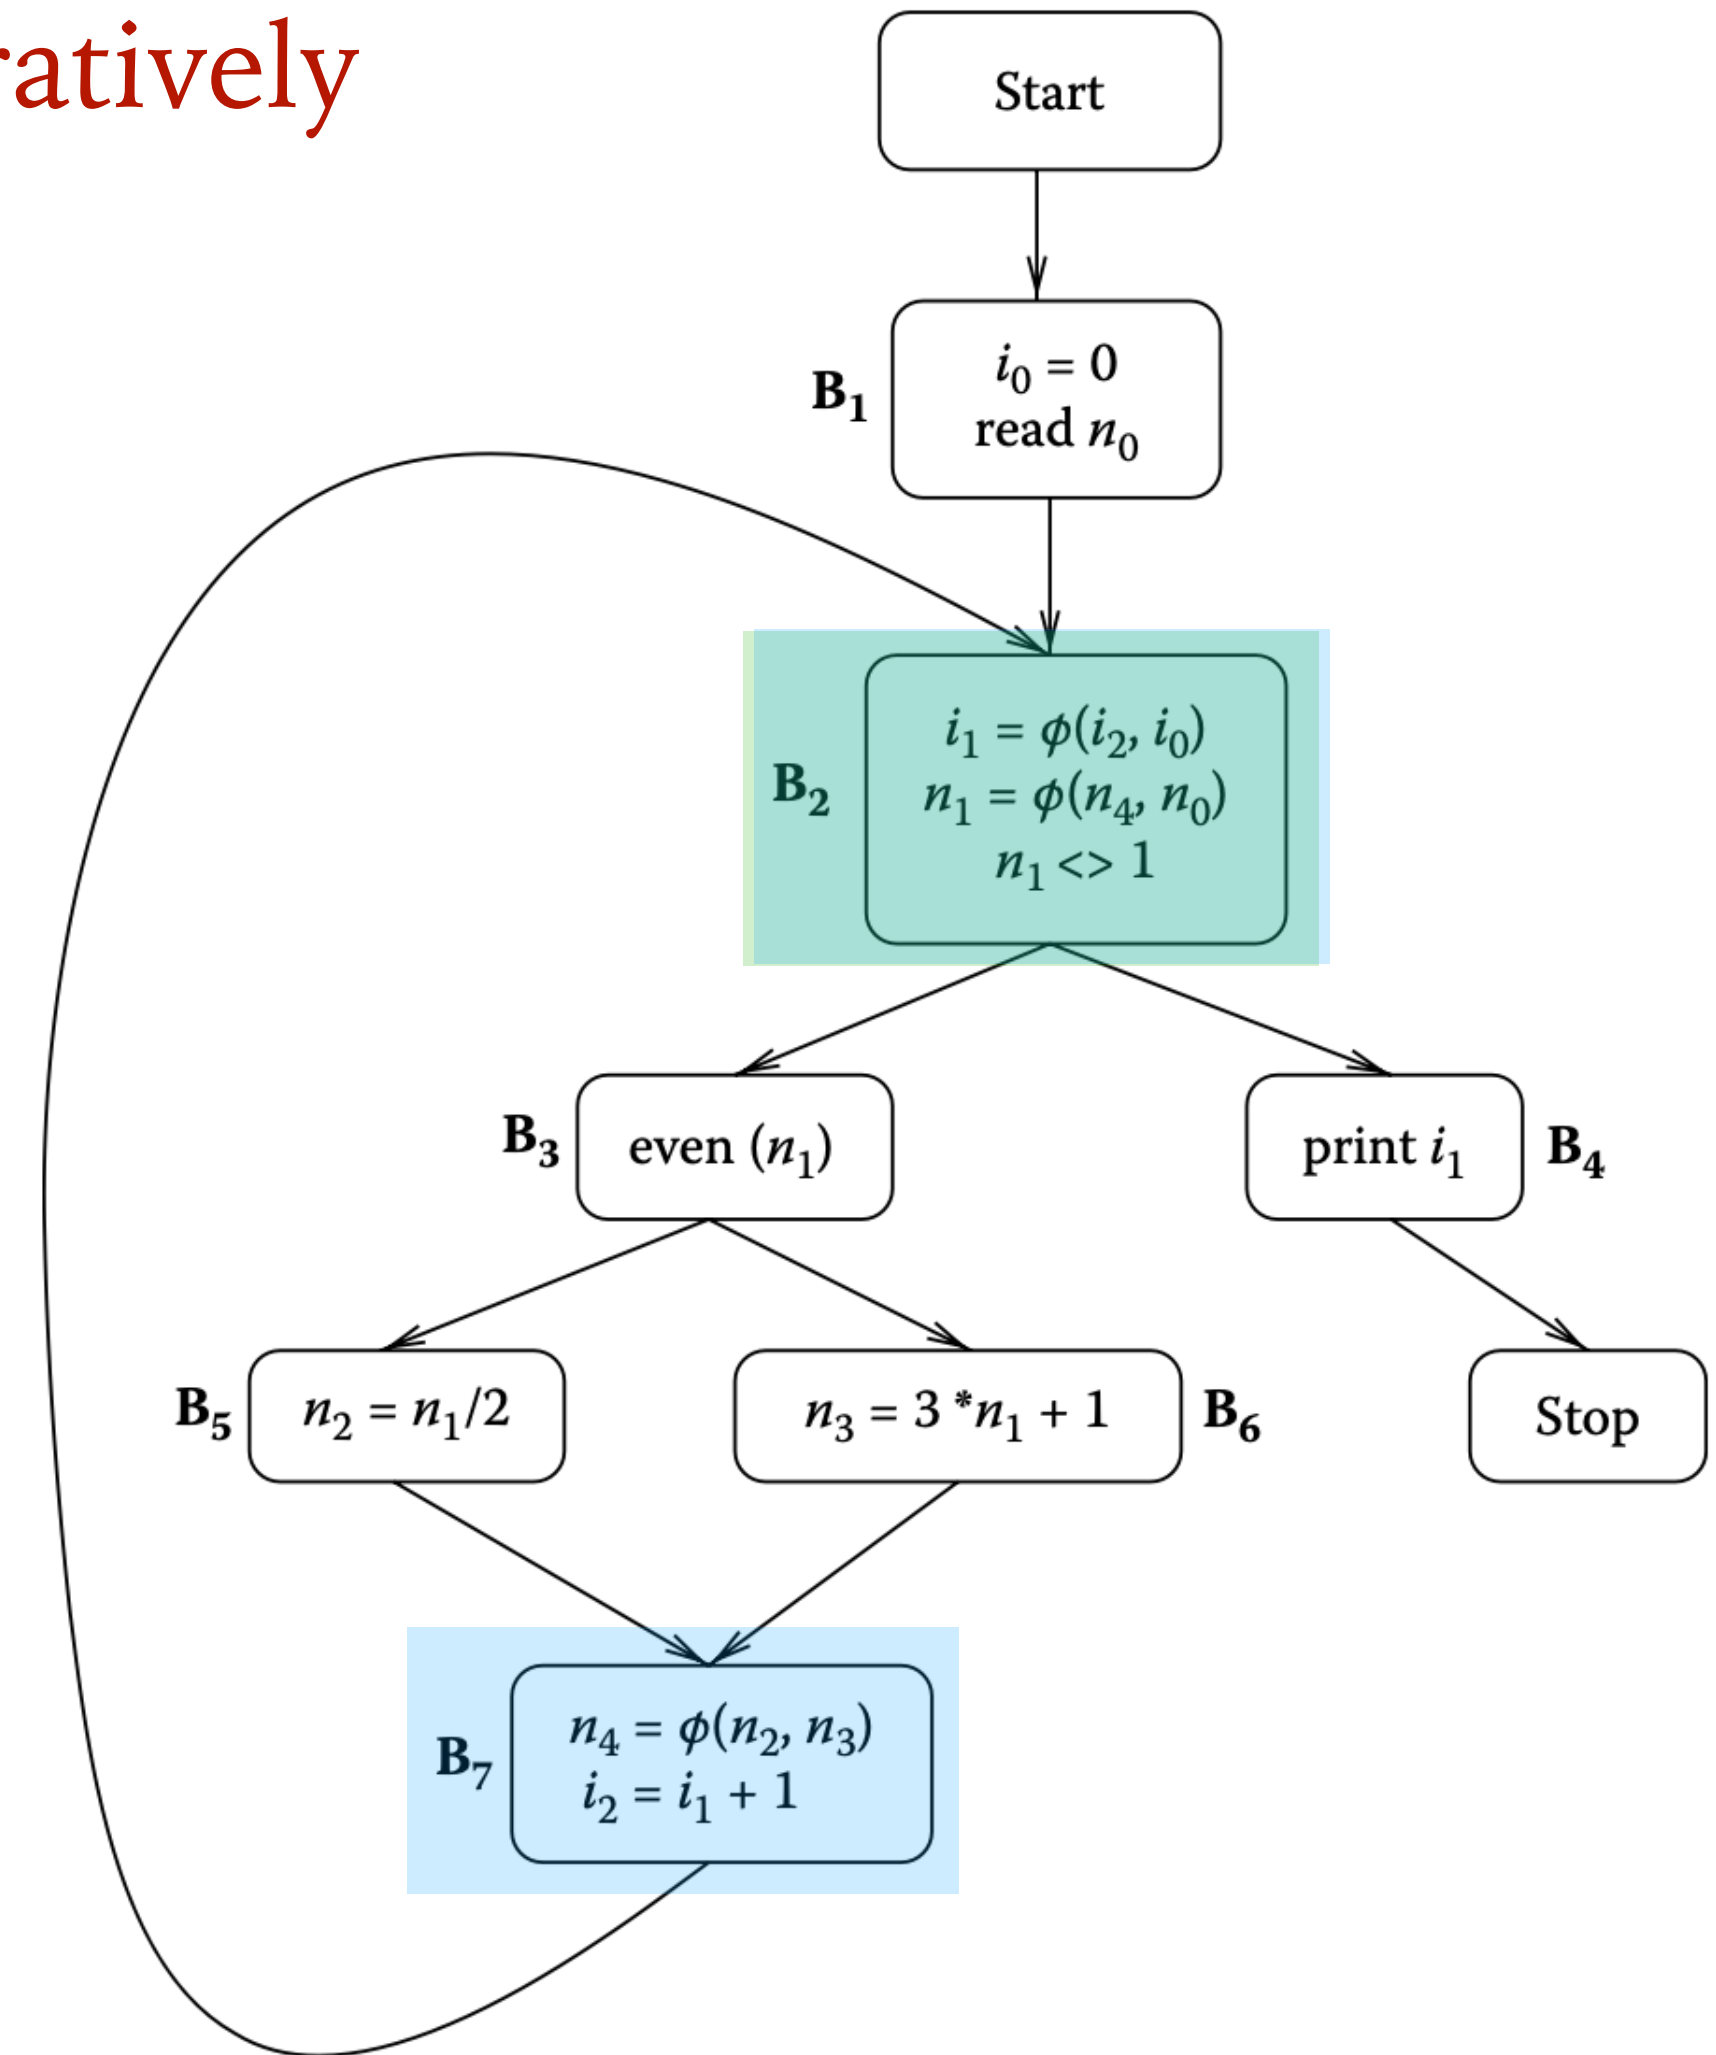 ratively
Start
B₁
i₀ = 0
read n₀
B₂
i₁ = ϕ(i₂, i₀)
n₁ = ϕ(n₄, n₀)
n₁ <> 1
B₃
even (n₁)
print i₁
B₄
B₅
n₂ = n₁/2
n₃ = 3 *n₁ + 1
B₆
Stop
B₇
n₄ = ϕ(n₂, n₃)
i₂ = i₁ + 1